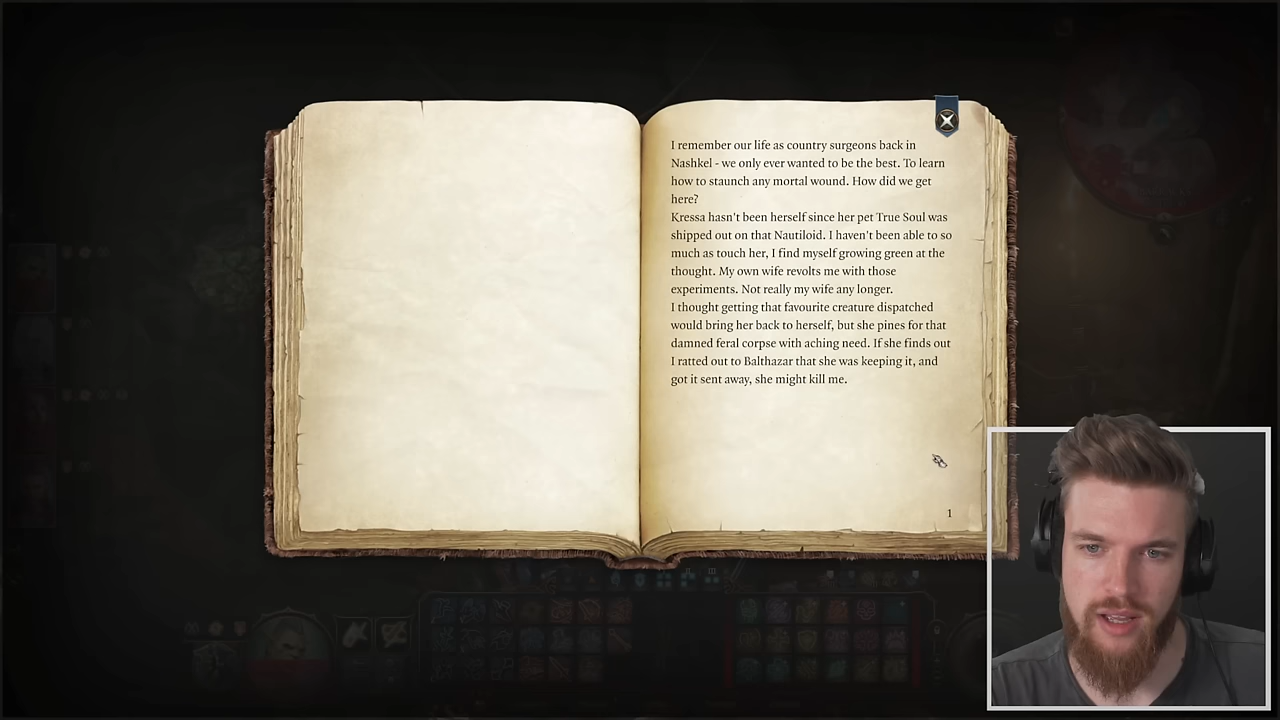 I remember our life as country surgeons back in
Nashkel - we only ever wanted to be the best. To learn
how to staunch any mortal wound. How did we get
here?
Kressa hasn't been herself since her pet True Soul was
shipped out on that Nautiloid. I haven't been able to so
much as touch her, I find myself growing green at the
thought. My own wife revolts me with those
experiments. Not really my wife any longer.
I thought getting that favourite creature dispatched
would bring her back to herself, but she pines for that
damned feral corpse with aching need. If she finds out
I ratted out to Balthazar that she was keeping it, and
got it sent away, she might kill me.
1